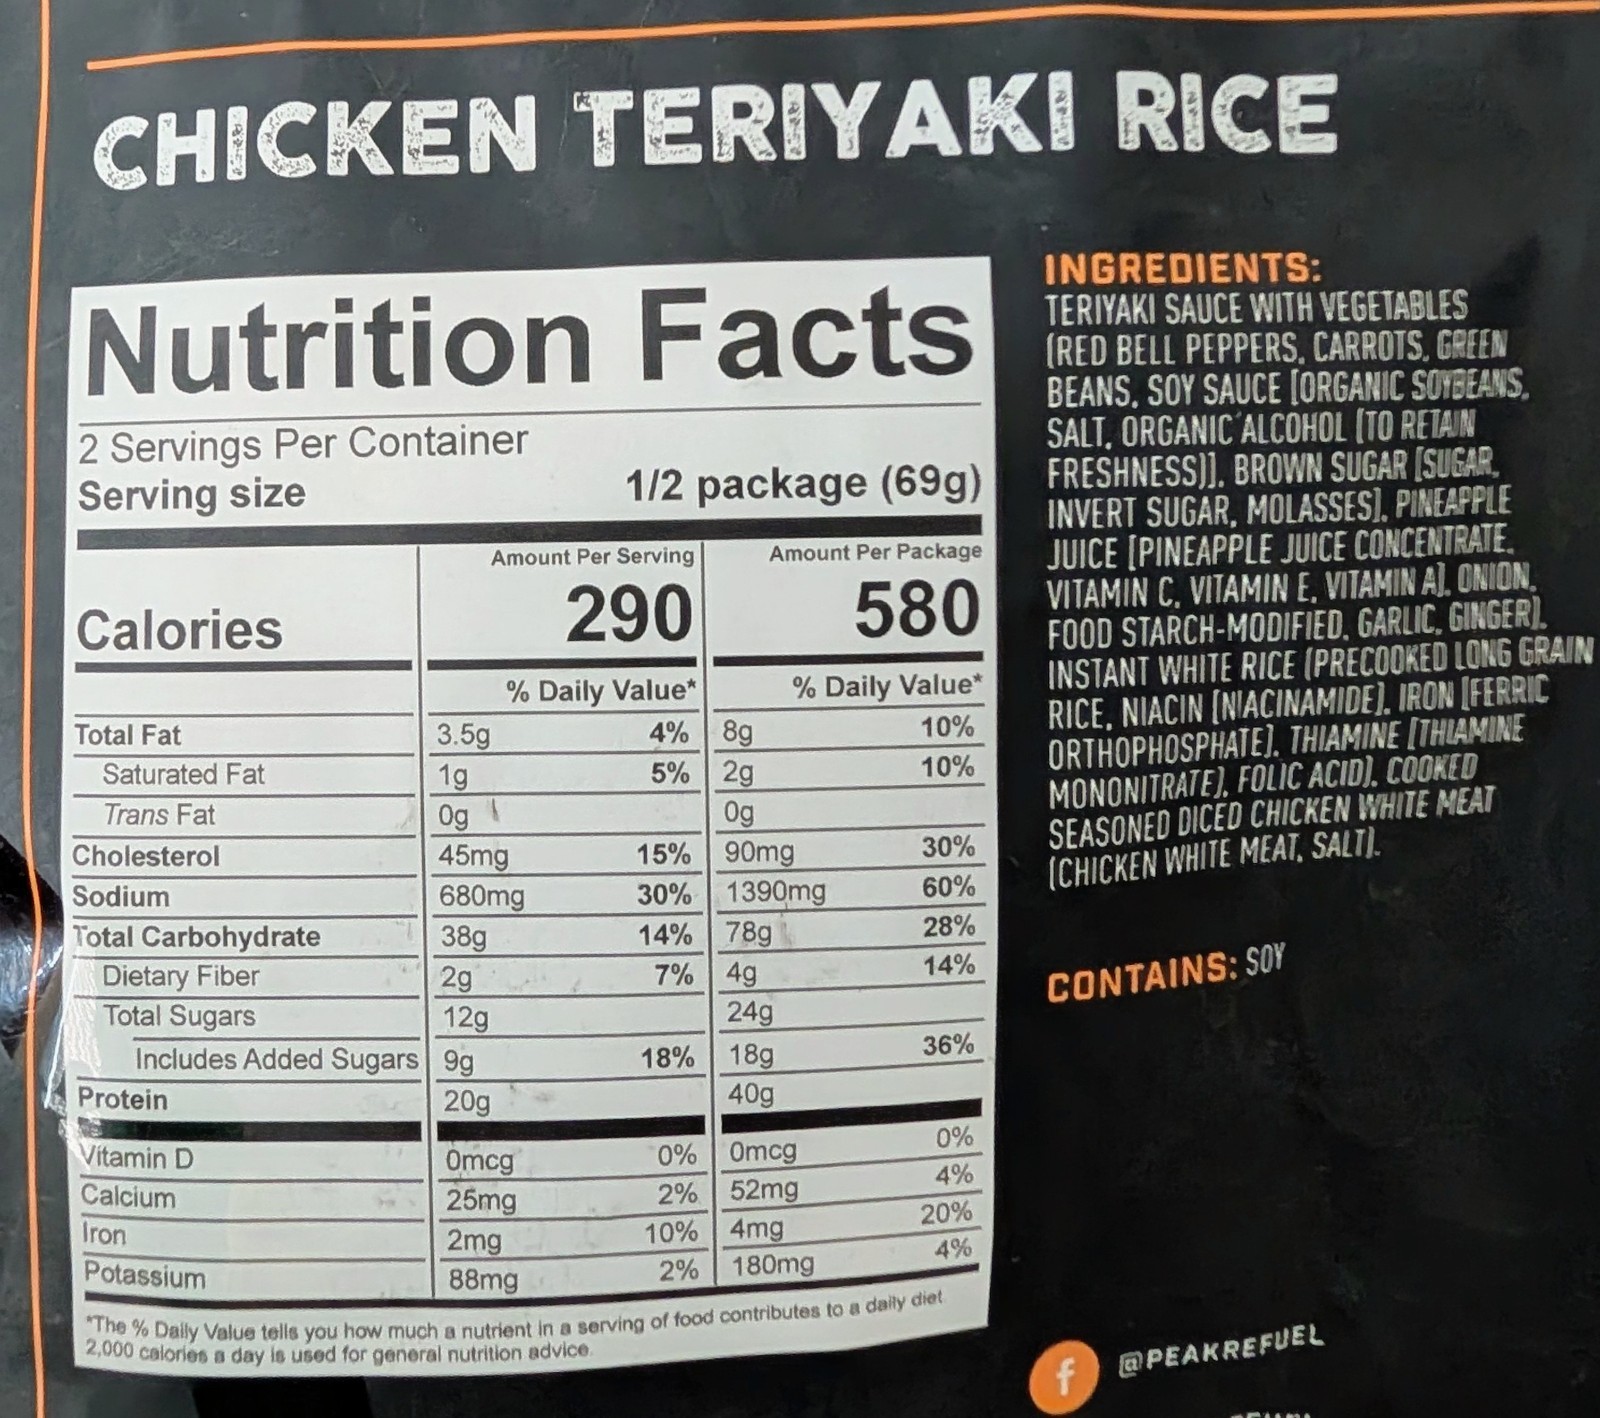 CHICKEN TERIYAKI RICE
Nutrition Facts
2 Servings Per Container
Serving size 1/2 package (69g)
Amount Per Serving Amount Per Package
Calories 290 580
% Daily Value* % Daily Value*
Total Fat 3.5g 4% 8g 10%
Saturated Fat 1g 5% 2g 10%
Trans Fat 0g 0g
Cholesterol 45mg 15% 90mg 30%
Sodium 680mg 30% 1390mg 60%
Total Carbohydrate 38g 14% 78g 28%
Dietary Fiber 2g 7% 4g 14%
Total Sugars 12g 24g
Includes Added Sugars 9g 18% 18g 36%
Protein 20g 40g
Vitamin D 0mcg 0% 0mcg 0%
Calcium 25mg 2% 52mg 4%
Iron 2mg 10% 4mg 20%
Potassium 88mg 2% 180mg 4%
*The % Daily Value tells you how much a nutrient in a serving of food contributes to a daily diet
2,000 calories a day is used for general nutrition advice.
INGREDIENTS:
TERIYAKI SAUCE WITH VEGETABLES
(RED BELL PEPPERS, CARROTS, GREEN
BEANS, SOY SAUCE [ORGANIC SOYBEANS,
SALT, ORGANIC ALCOHOL (TO RETAIN
FRESHNESS)], BROWN SUGAR [SUGAR,
INVERT SUGAR, MOLASSES], PINEAPPLE
JUICE [PINEAPPLE JUICE CONCENTRATE,
VITAMIN C, VITAMIN E, VITAMIN A], ONION,
FOOD STARCH-MODIFIED, GARLIC, GINGER),
INSTANT WHITE RICE (PRECOOKED LONG GRAIN
RICE, NIACIN [NIACINAMIDE], IRON [FERRIC
ORTHOPHOSPHATE], THIAMINE [THIAMINE
MONONITRATE], FOLIC ACID), COOKED
SEASONED DICED CHICKEN WHITE MEAT
(CHICKEN WHITE MEAT, SALT).
CONTAINS: SOY
f @PEAKREFUEL